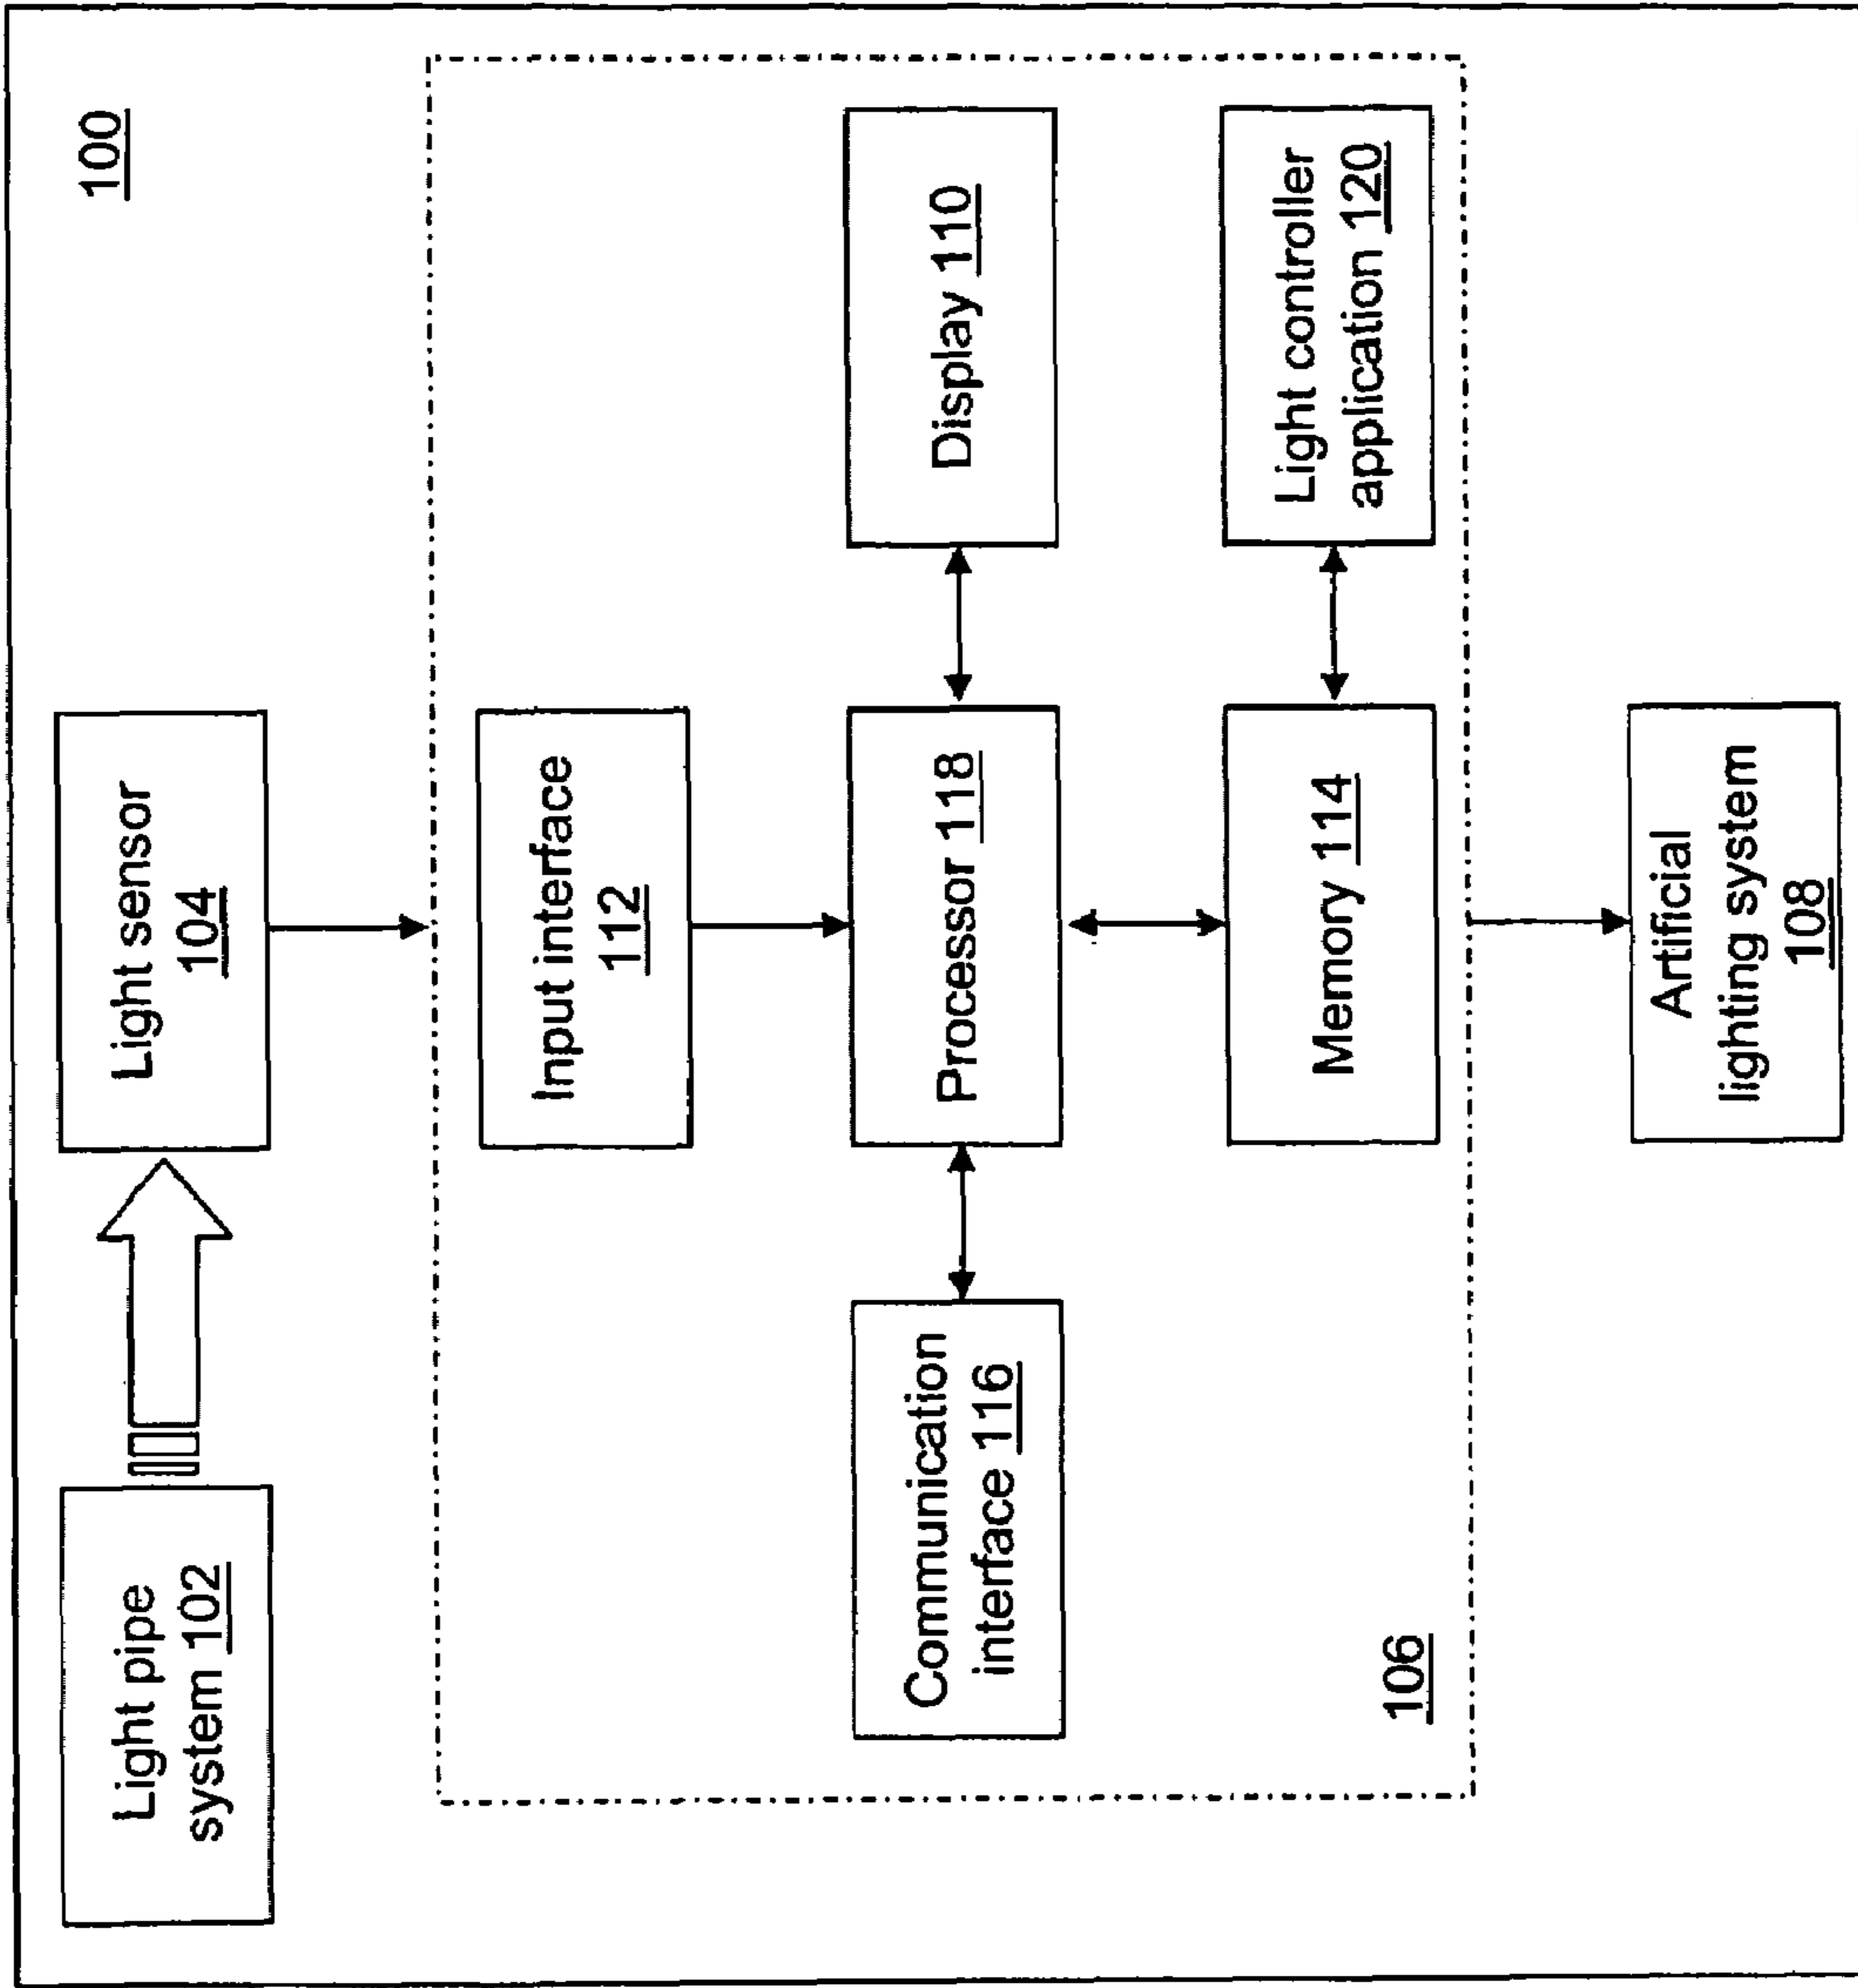 100
Light pipe
system 102
Light sensor
104
Input interface
112
Communication
interface 116
Processor 118
Display 110
Memory 114
Light controller
application 120
106
Artificial
lighting system
108